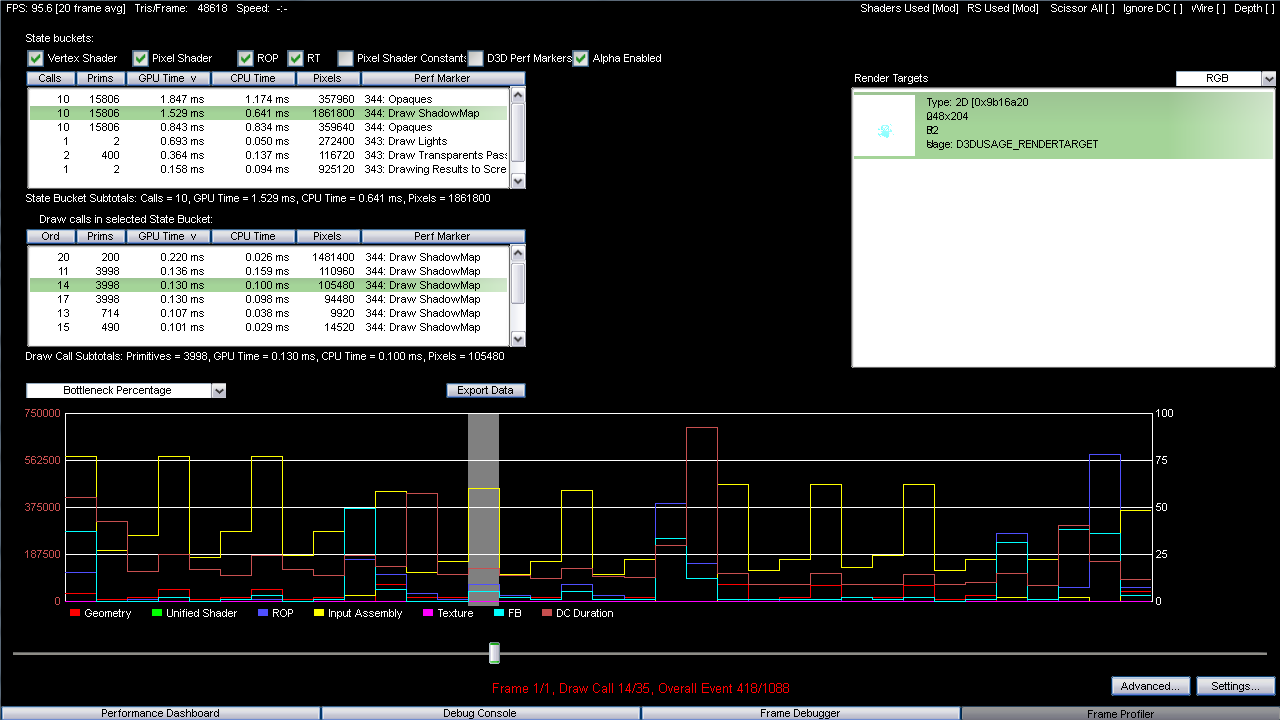 FPS: 95.6 [20 frame avg] Tris/Frame: 48618 Speed: -:- Shaders Used [Mod] RS Used [Mod] Scissor All [ ] Ignore DC [ ] Wire [ ] Depth [ ]
State buckets:
Vertex Shader Pixel Shader ROP RT Pixel Shader Constants D3D Perf Markers Alpha Enabled
Calls Prims GPU Time v CPU Time Pixels Perf Marker
10 15806 1.847 ms 1.174 ms 357960 344: Opaques
10 15806 1.529 ms 0.641 ms 1861800 344: Draw ShadowMap
10 15806 0.843 ms 0.834 ms 359640 344: Opaques
1 2 0.693 ms 0.050 ms 272400 343: Draw Lights
2 400 0.364 ms 0.137 ms 116720 343: Draw Transparents Pass
1 2 0.158 ms 0.094 ms 925120 343: Drawing Results to Scre
State Bucket Subtotals: Calls = 10, GPU Time = 1.529 ms, CPU Time = 0.641 ms, Pixels = 1861800
Draw calls in selected State Bucket:
Ord Prims GPU Time v CPU Time Pixels Perf Marker
20 200 0.220 ms 0.026 ms 1481400 344: Draw ShadowMap
11 3998 0.136 ms 0.159 ms 110960 344: Draw ShadowMap
14 3998 0.130 ms 0.100 ms 105480 344: Draw ShadowMap
17 3998 0.130 ms 0.098 ms 94480 344: Draw ShadowMap
13 714 0.107 ms 0.038 ms 9920 344: Draw ShadowMap
15 490 0.101 ms 0.029 ms 14520 344: Draw ShadowMap
Draw Call Subtotals: Primitives = 3998, GPU Time = 0.130 ms, CPU Time = 0.100 ms, Pixels = 105480
Render Targets RGB
Type: 2D [0x9b16a20
Usage: D3DUSAGE_RENDERTARGET
Bottleneck Percentage Export Data
750000 100
562500 75
375000 50
187500 25
0 0
Geometry Unified Shader ROP Input Assembly Texture FB DC Duration
Frame 1/1, Draw Call 14/35, Overall Event 418/1088
Advanced... Settings...
Performance Dashboard Debug Console Frame Debugger Frame Profiler